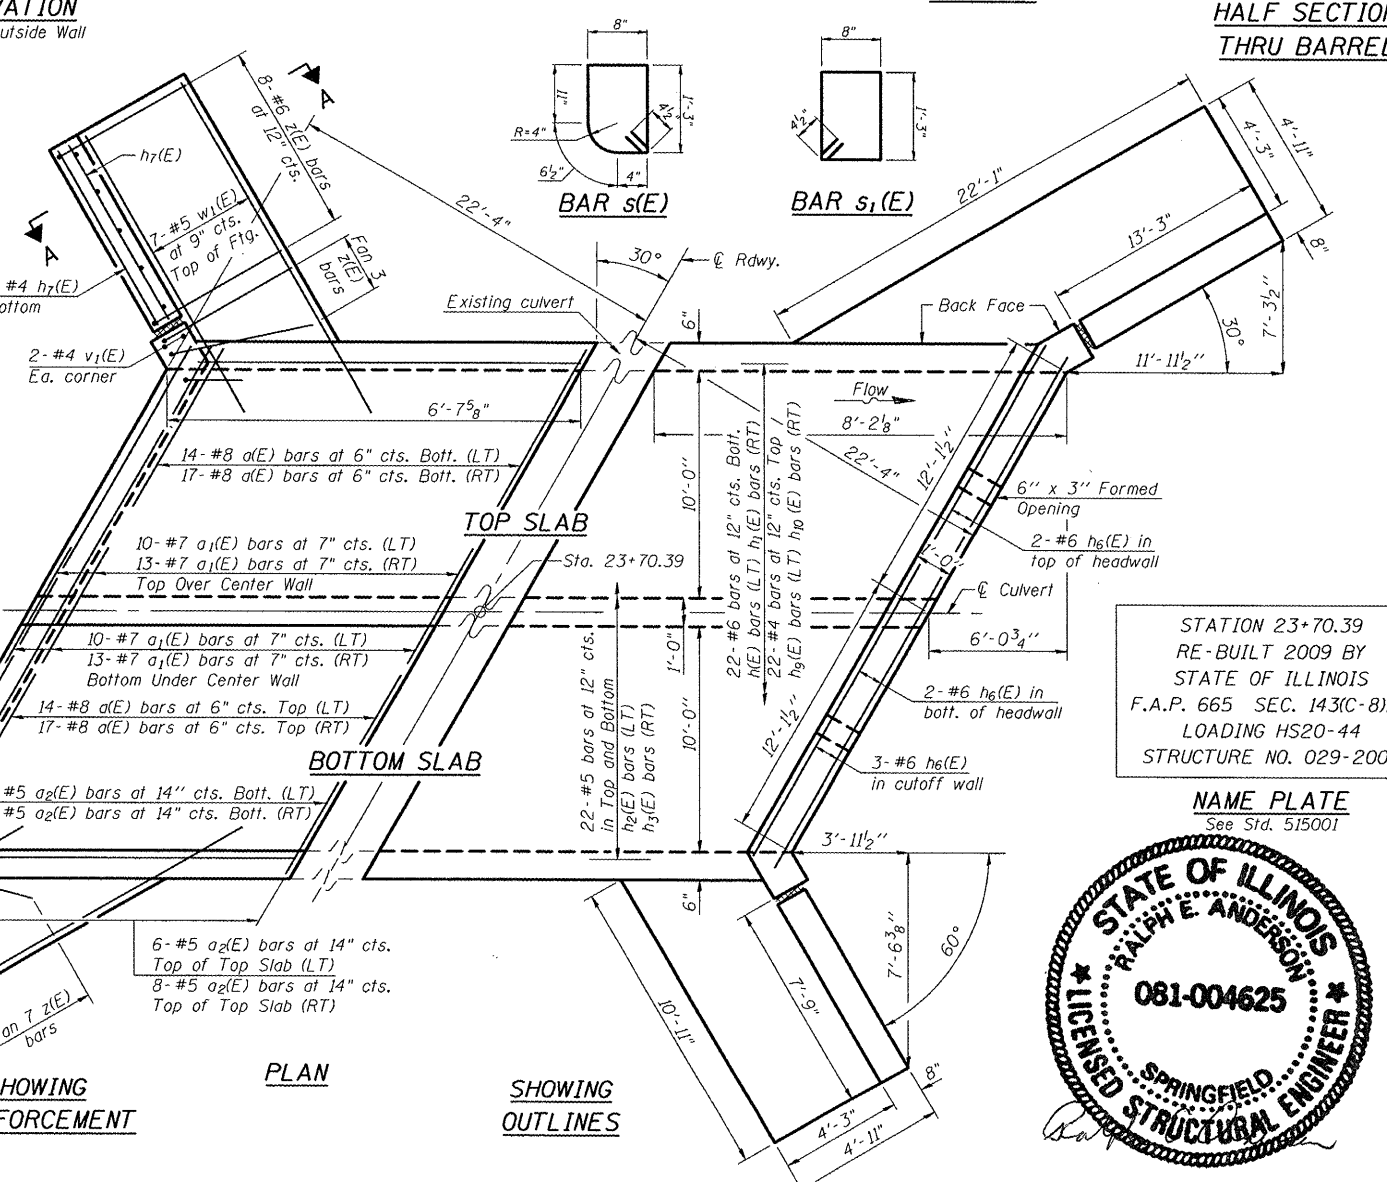 HALF SECTION
THRU BARREL
8"
11"
1'-3"
4½"
R=4"
6½"
4"
BAR s(E)
8"
1'-3"
4½"
BAR s₁(E)
8- #6 z(E) bars
at 12" cts.
A
A
h₇(E)
7- #5 w₁(E)
at 9" cts.
Top of Ftg.
Fan 3
z(E)
bars
#4 h₇(E)
2- #4 v₁(E)
Ea. corner
22'-4"
30°
℄ Rdwy.
Existing culvert
6"
22'-1"
4'-3"
4'-11"
13'-3"
8"
Back Face
30°
7'-3½"
11'-11½"
Flow
6'-7⅝"
8'-2⅛"
22'-4"
12'-1½"
14- #8 a(E) bars at 6" cts. Bott. (LT)
17- #8 a(E) bars at 6" cts. Bott. (RT)
10'-0"
22- #6 bars at 12" cts. Bott.
h(E) bars (LT) h₁(E) bars (RT)
22- #4 bars at 12" cts. Top
h₉(E) bars (LT) h₁₀(E) bars (RT)
6" x 3" Formed
Opening
TOP SLAB
2- #6 h₆(E) in
top of headwall
1'-0"
10- #7 a₁(E) bars at 7" cts. (LT)
13- #7 a₁(E) bars at 7" cts. (RT)
Top Over Center Wall
Sta. 23+70.39
℄ Culvert
6'-0¾"
10- #7 a₁(E) bars at 7" cts. (LT)
13- #7 a₁(E) bars at 7" cts. (RT)
Bottom Under Center Wall
1'-0"
22- #5 bars at 12" cts.
in Top and Bottom
h₂(E) bars (LT)
h₃(E) bars (RT)
10'-0"
12'-1½"
2- #6 h₆(E) in
bott. of headwall
14- #8 a(E) bars at 6" cts. Top (LT)
17- #8 a(E) bars at 6" cts. Top (RT)
BOTTOM SLAB
3- #6 h₆(E)
in cutoff wall
#5 a₂(E) bars at 14" cts. Bott. (LT)
#5 a₂(E) bars at 14" cts. Bott. (RT)
STATION 23+70.39
RE-BUILT 2009 BY
STATE OF ILLINOIS
F.A.P. 665 SEC. 143(C-8)
LOADING HS20-44
STRUCTURE NO. 029-200
NAME PLATE
See Std. 515001
3'-11½"
6"
7'-6⅜"
60°
10'-11"
7'-9"
8"
4'-3"
4'-11"
6- #5 a₂(E) bars at 14" cts.
Top of Top Slab (LT)
8- #5 a₂(E) bars at 14" cts.
Top of Top Slab (RT)
7 z(E)
bars
PLAN
SHOWING
OUTLINES
STATE OF ILLINOIS
RALPH E. ANDERSON
081-004625
SPRINGFIELD
LICENSED STRUCTURAL ENGINEER